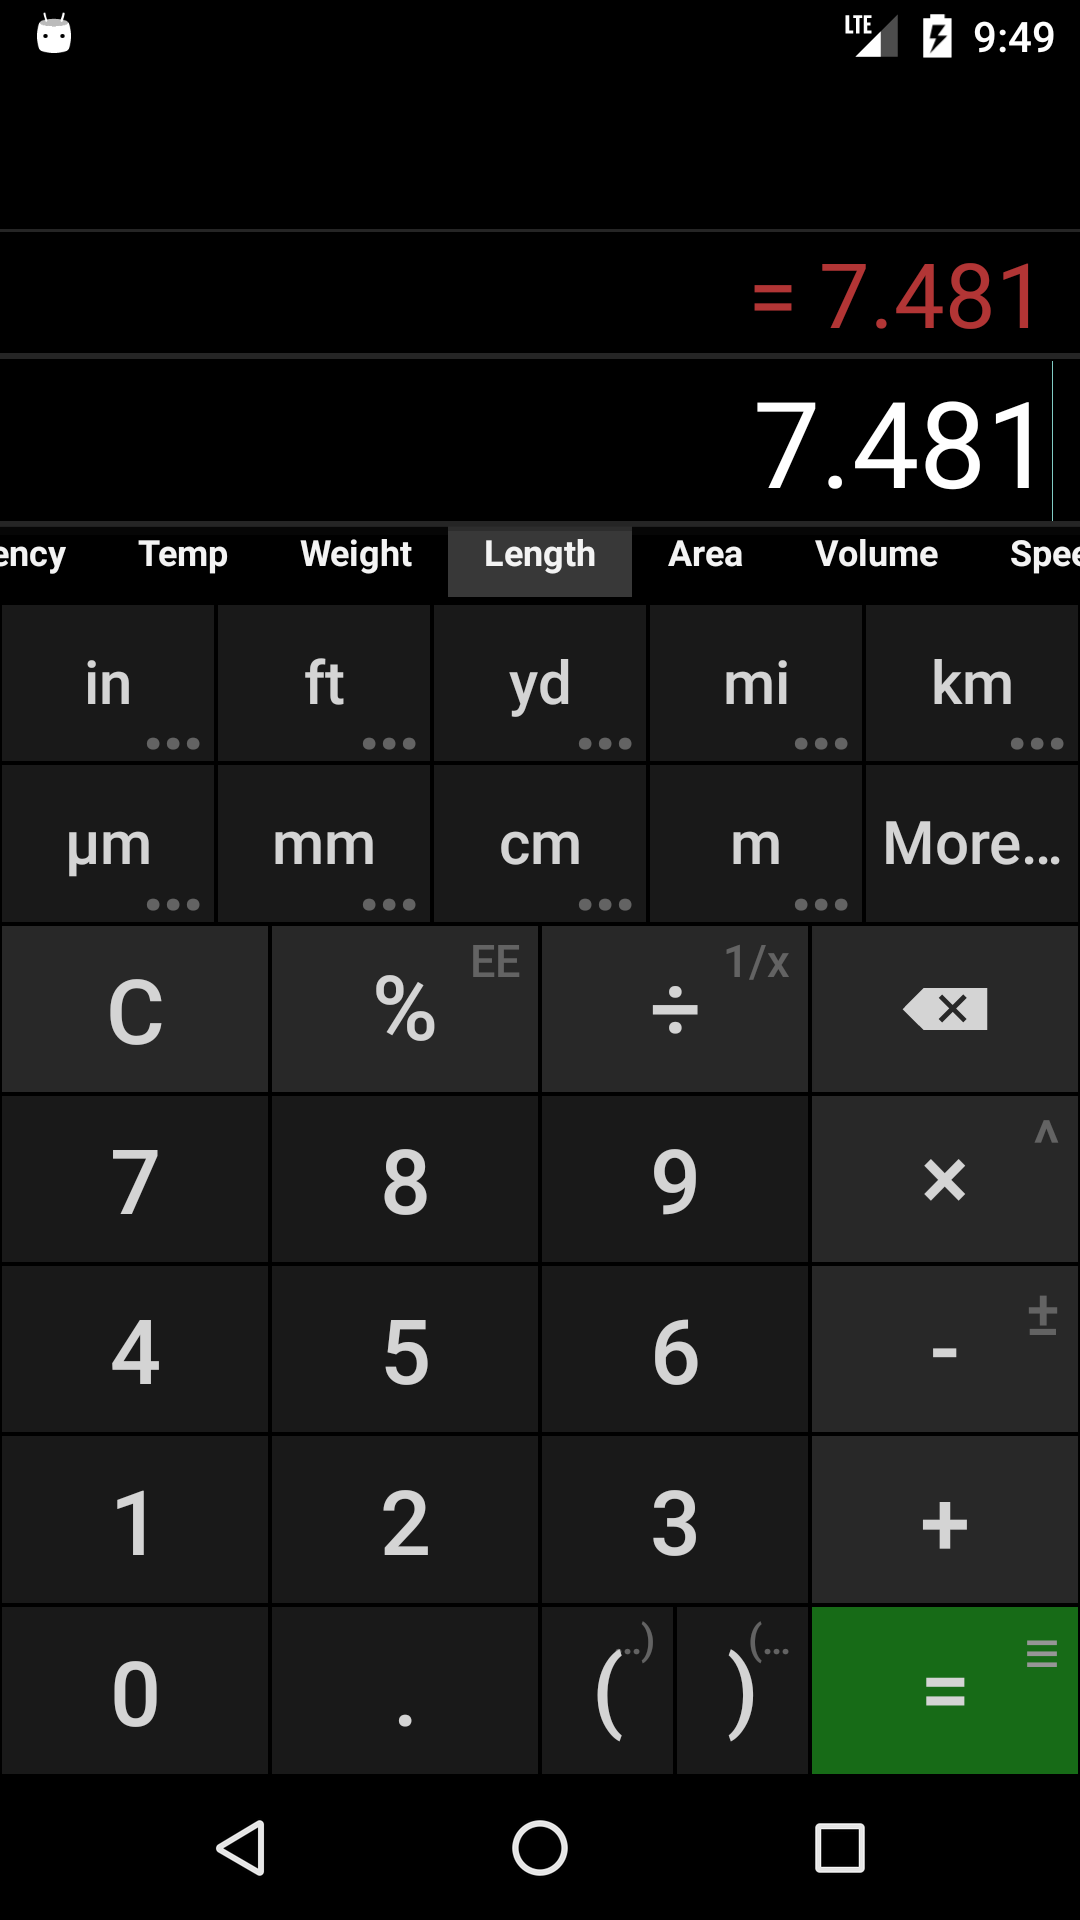 LTE 9:49
= 7.481
7.481
ency Temp Weight Length Area Volume Spee
in ft yd mi km
µm mm cm m More...
C % EE ÷ 1/x
7 8 9 × ^
4 5 6 - ±
1 2 3 +
0 . ( ..) ) (... =